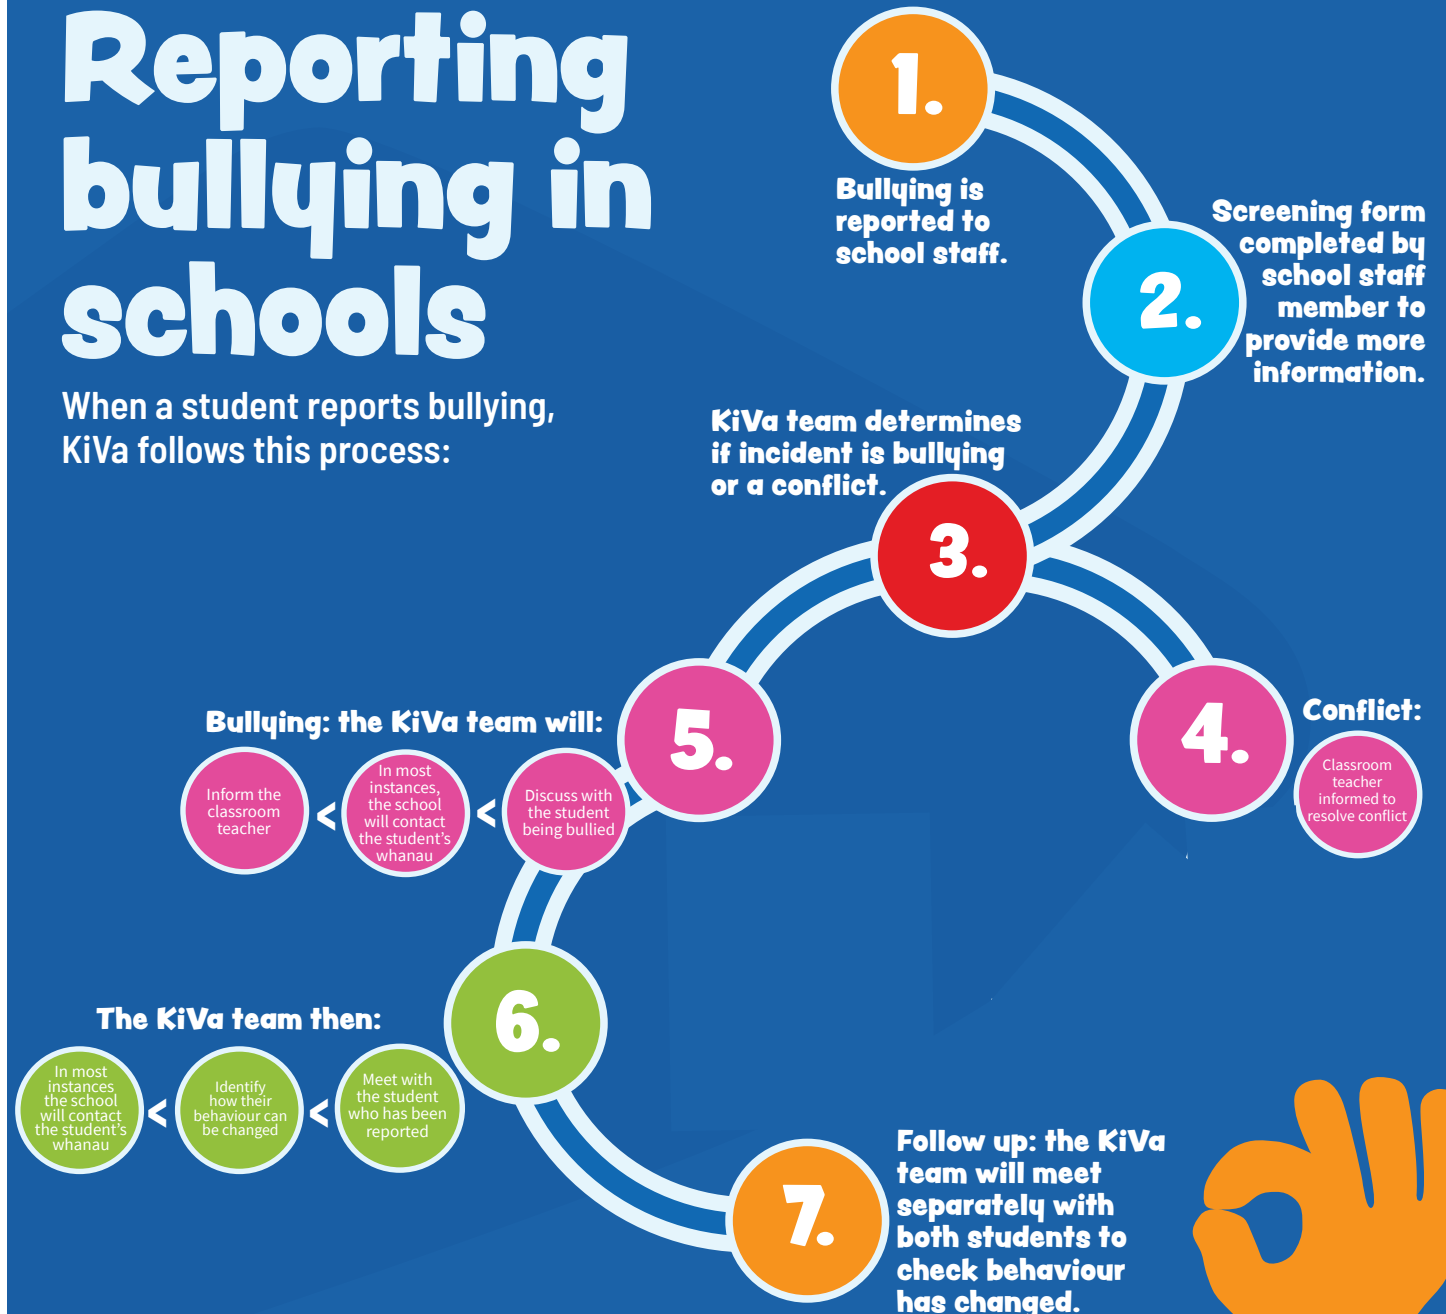 Reporting
bullying in
schools
When a student reports bullying,
KiVa follows this process:
1.
Bullying is
reported to
school staff.
2.
Screening form
completed by
school staff
member to
provide more
information.
3.
KiVa team determines
if incident is bullying
or a conflict.
4.
Conflict:
Classroom
teacher
informed to
resolve conflict
5.
Bullying: the KiVa team will:
Discuss with
the student
being bullied
<
In most
instances,
the school
will contact
the student's
whanau
<
Inform the
classroom
teacher
6.
The KiVa team then:
Meet with
the student
who has been
reported
<
Identify
how their
behaviour can
be changed
<
In most
instances
the school
will contact
the student's
whanau
7.
Follow up: the KiVa
team will meet
separately with
both students to
check behaviour
has changed.